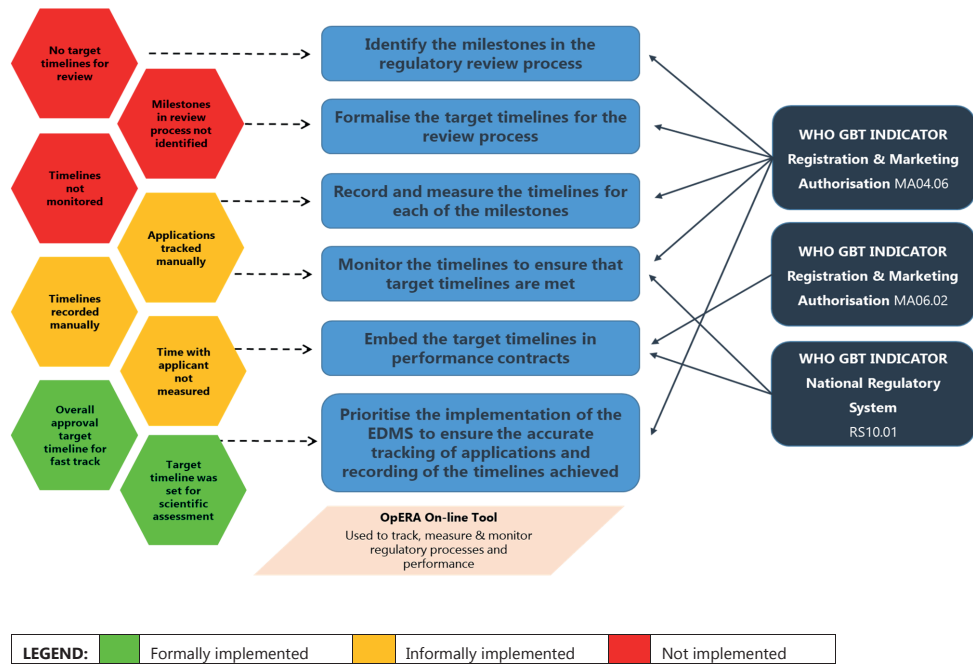 No target
timelines for
review
Milestones
in review
process not
identified
Timelines
not
monitored
Applications
tracked
manually
Timelines
recorded
manually
Time with
applicant
not
measured
Overall
approval
target
timeline for
fast track
Target
timeline was
set for
scientific
assessment
Identify the milestones in the
regulatory review process
Formalise the target timelines for the
review process
Record and measure the timelines for
each of the milestones
Monitor the timelines to ensure that
target timelines are met
Embed the target timelines in
performance contracts
Prioritise the implementation of the
EDMS to ensure the accurate
tracking of applications and
recording of the timelines achieved
OpERA On-line Tool
Used to track, measure & monitor
regulatory processes and
performance
WHO GBT INDICATOR
Registration & Marketing
Authorisation MA04.06
WHO GBT INDICATOR
Registration & Marketing
Authorisation MA06.02
WHO GBT INDICATOR
National Regulatory
System
RS10.01
LEGEND: Formally implemented Informally implemented Not implemented